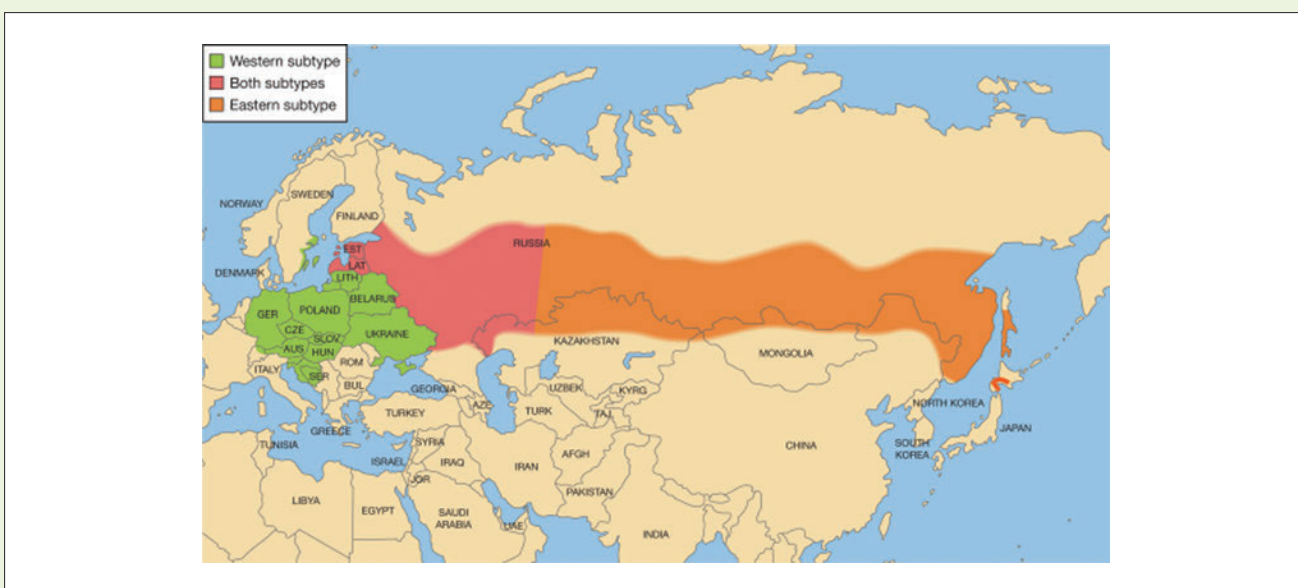 Western subtype
Both subtypes
Eastern subtype
SWEDEN
NORWAY
FINLAND
RUSSIA
EST
LAT
DENMARK
LITH
BELARUS
GER
POLAND
CZE
UKRAINE
SLOV
AUS
HUN
KAZAKHSTAN
MONGOLIA
ROM
ITALY
SER
BUL
GEORGIA
UZBEK
KYRG
NORTH KOREA
AZE
TURK
TAJ.
TURKEY
JAPAN
GREECE
TUNISIA
SYRIA
CHINA
SOUTH
KOREA
AFGH
ISRAEL
IRAQ
IRAN
JOR
PAKISTAN
LIBYA
EGYPT
SAUDI
ARABIA
UAE
INDIA